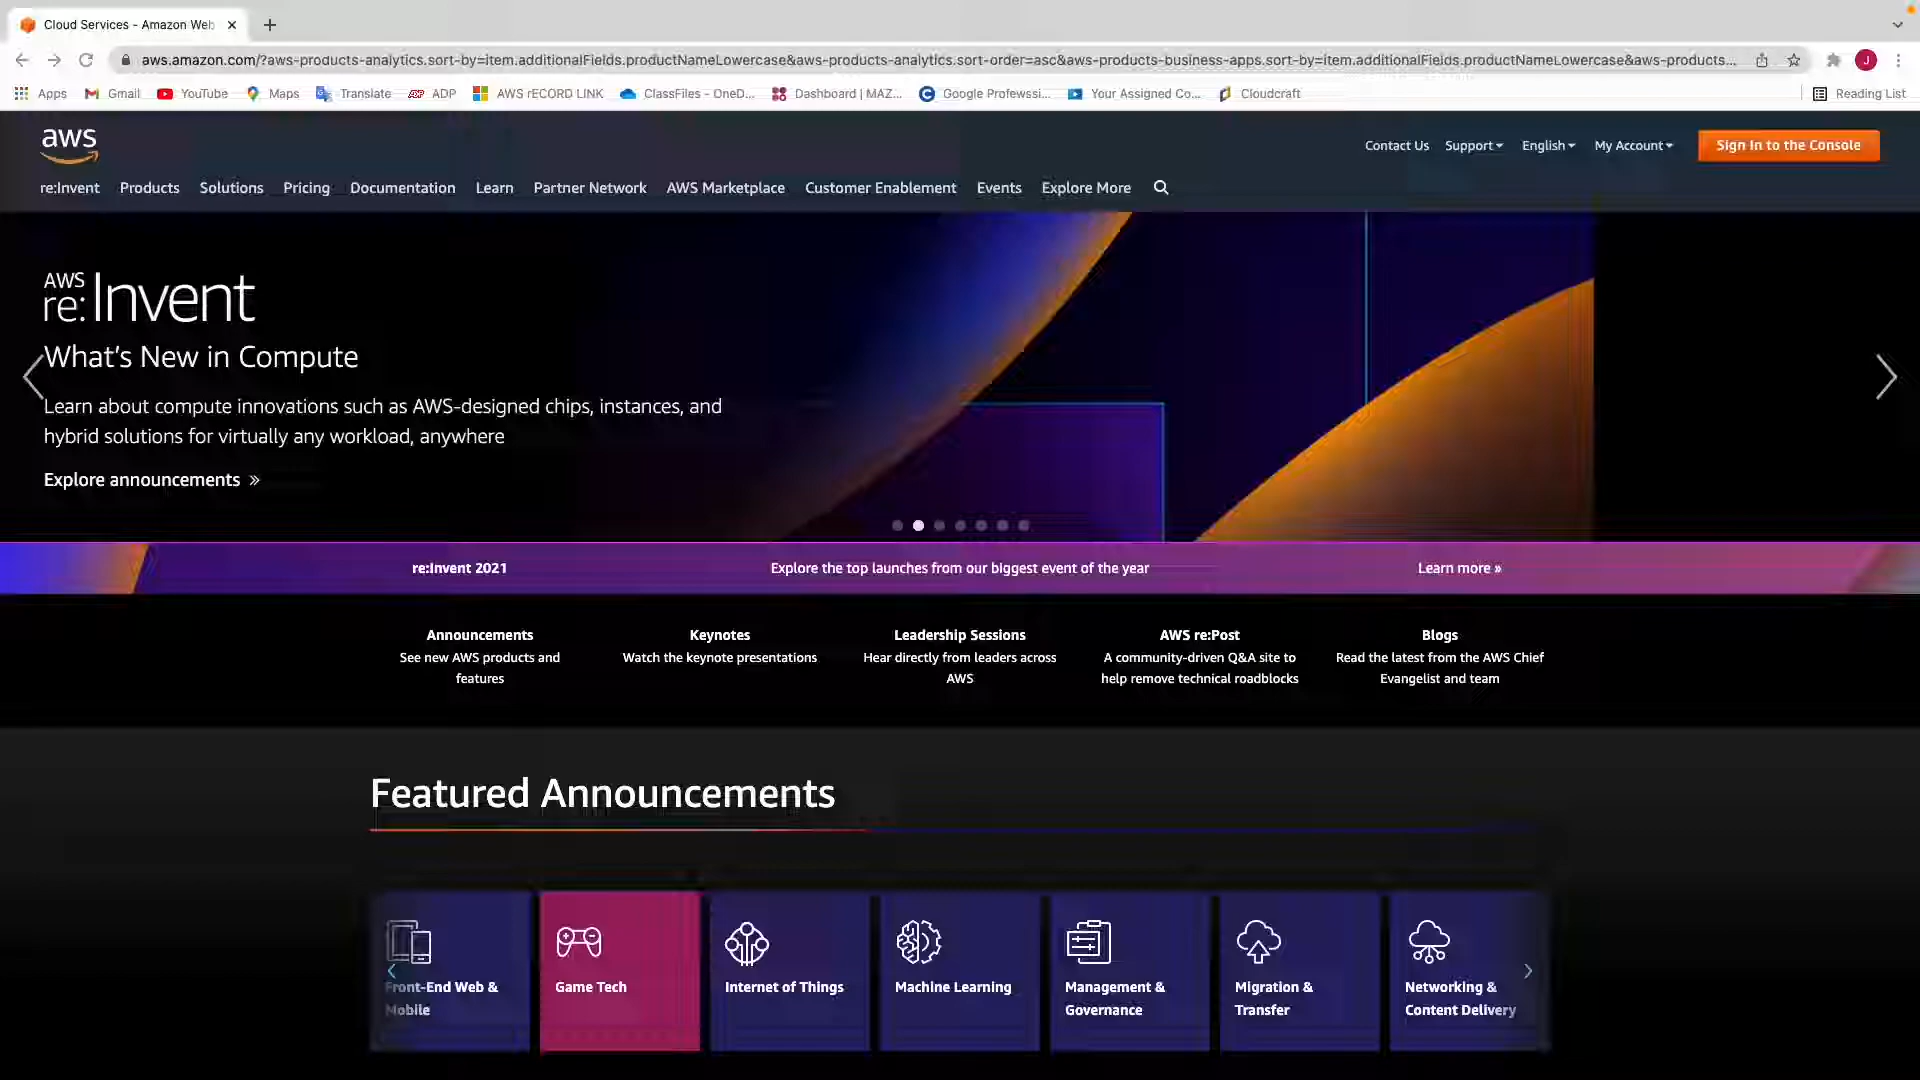 Cloud Services - Amazon Web
aws.amazon.com/?aws-products-analytics.sort-by=item.additionalFields.productNameLowercase&aws-products-analytics.sort-order=asc&aws-products-business-apps.sort-by=item.additionalFields.productNameLowercase&aws-products...
J
Apps Gmail YouTube Maps Translate ADP AWS rECORD LINK ClassFiles - OneD... Dashboard | MAZ... Google Profewssi... Your Assigned Co... Cloudcraft Reading List
aws
Contact Us Support English My Account Sign In to the Console
re:Invent Products Solutions Pricing Documentation Learn Partner Network AWS Marketplace Customer Enablement Events Explore More
AWS
re:Invent
What's New in Compute
Learn about compute innovations such as AWS-designed chips, instances, and
hybrid solutions for virtually any workload, anywhere
Explore announcements »
re:Invent 2021 Explore the top launches from our biggest event of the year Learn more »
Announcements
See new AWS products and
features
Keynotes
Watch the keynote presentations
Leadership Sessions
Hear directly from leaders across
AWS
AWS re:Post
A community-driven Q&A site to
help remove technical roadblocks
Blogs
Read the latest from the AWS Chief
Evangelist and team
Featured Announcements
Front-End Web &
Mobile
Game Tech
Internet of Things
Machine Learning
Management &
Governance
Migration &
Transfer
Networking &
Content Delivery